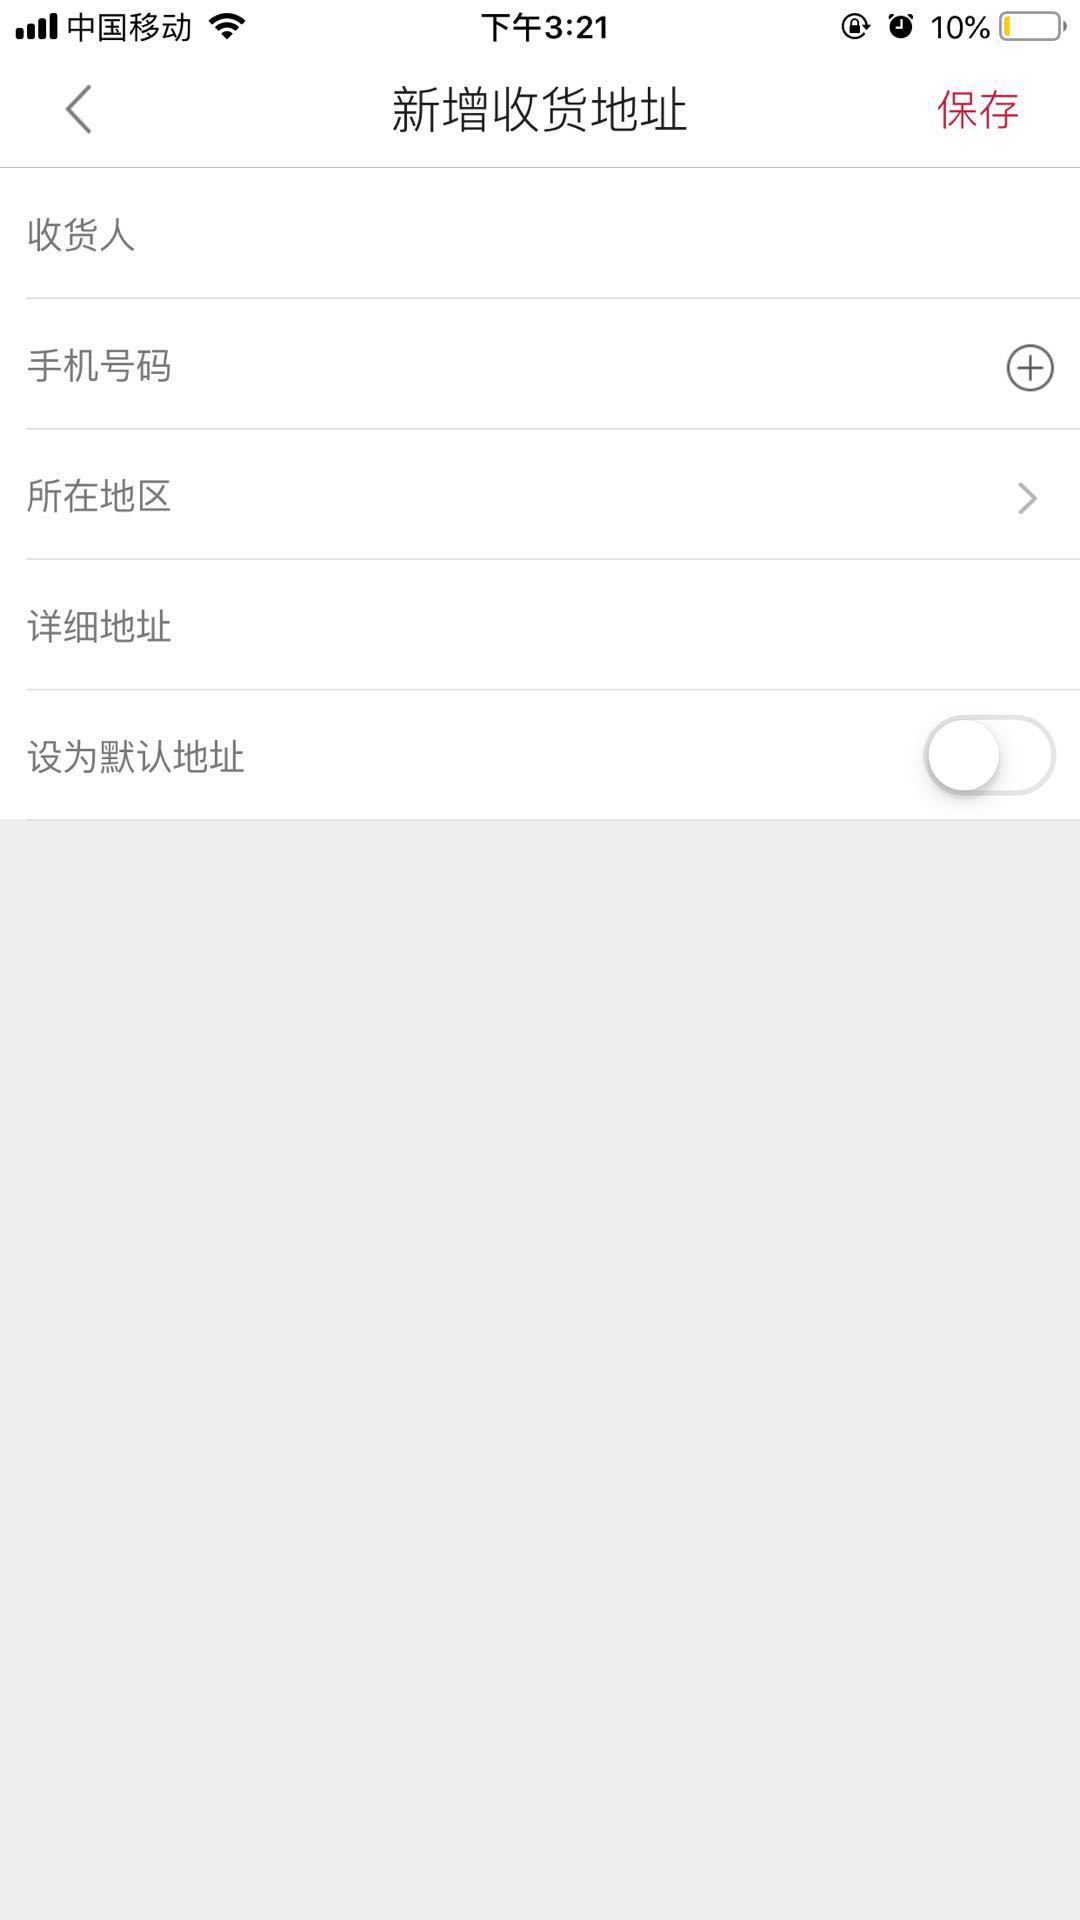 中国移动 下午3:21 10%
新增收货地址 保存
收货人
手机号码
所在地区
详细地址
设为默认地址